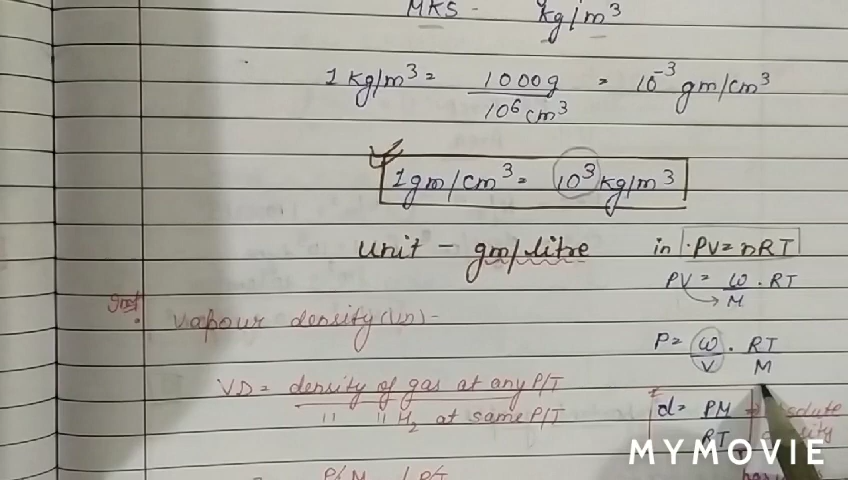 MKS - kg/m³
1 kg/m³ = 1000g / 10⁶ cm³ = 10⁻³ gm/cm³
1gm/cm³ = 10³ kg/m³
unit - gm/litre in PV = nRT
PV = ω/M . RT
vapour density (VD) -
P = ω/V . RT/M
VD = density of gas at any P/T / " " H₂ at same P/T
d = PM/RT
MYMOVIE